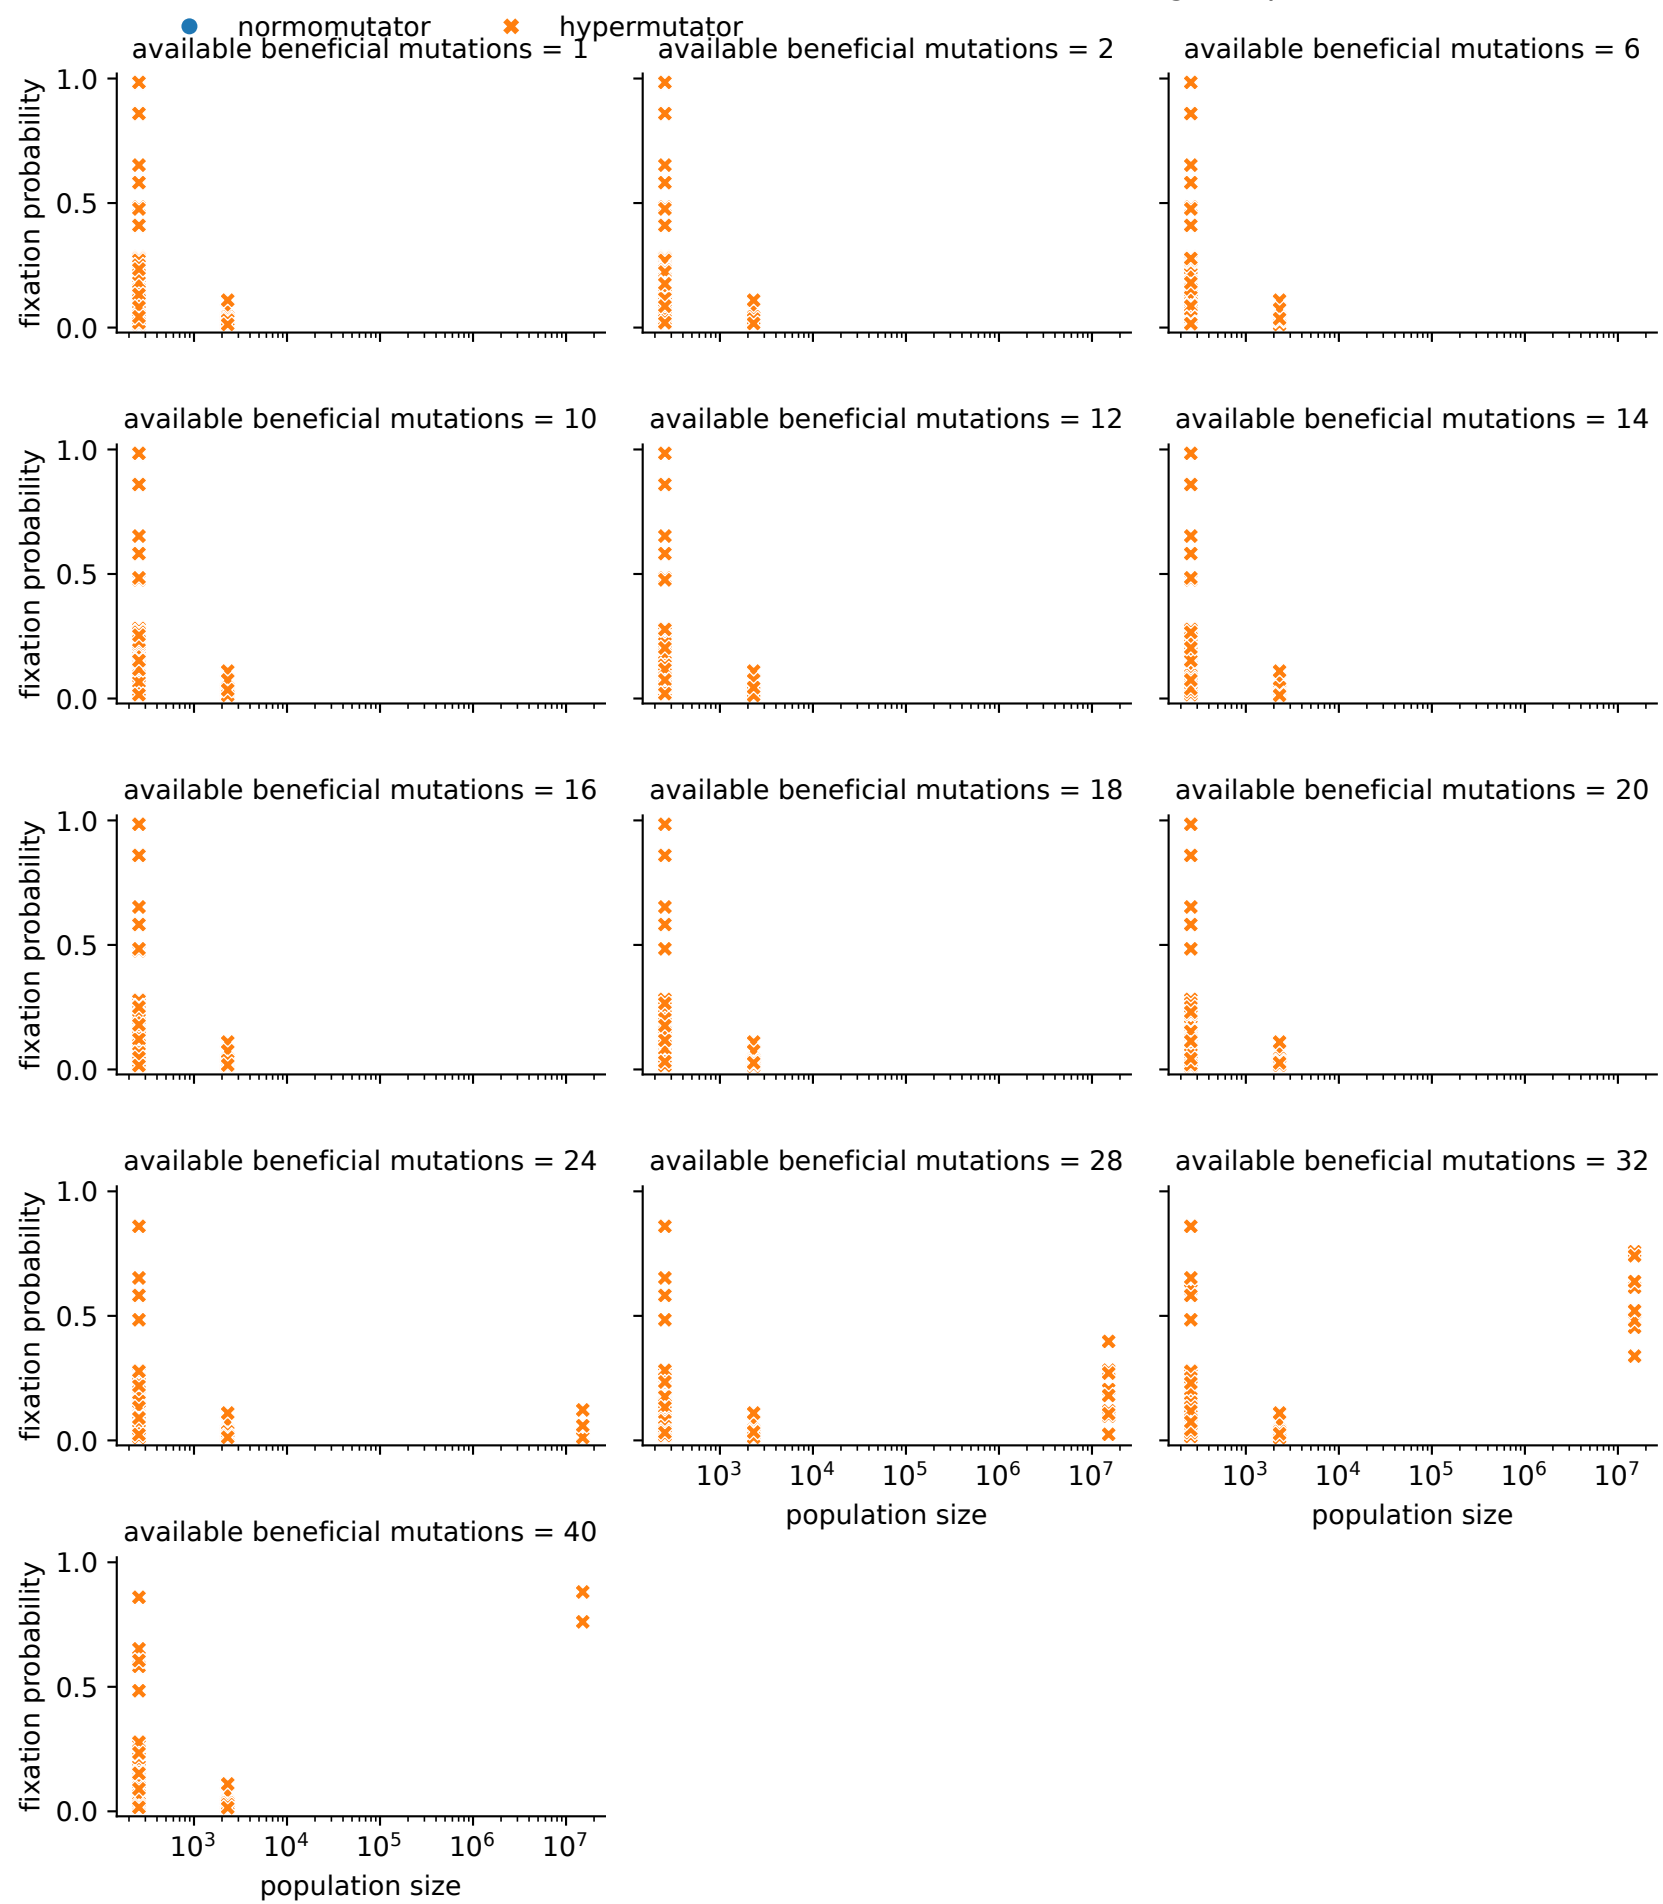 normomutator hypermutator
available beneficial mutations = 1 available beneficial mutations = 2 available beneficial mutations = 6
fixation probability
1.0
0.5
0.0
available beneficial mutations = 10 available beneficial mutations = 12 available beneficial mutations = 14
fixation probability
1.0
0.5
0.0
available beneficial mutations = 16 available beneficial mutations = 18 available beneficial mutations = 20
fixation probability
1.0
0.5
0.0
available beneficial mutations = 24 available beneficial mutations = 28 available beneficial mutations = 32
fixation probability
1.0
0.5
0.0
10³ 10⁴ 10⁵ 10⁶ 10⁷ 10³ 10⁴ 10⁵ 10⁶ 10⁷
population size population size
available beneficial mutations = 40
fixation probability
1.0
0.5
0.0
10³ 10⁴ 10⁵ 10⁶ 10⁷
population size